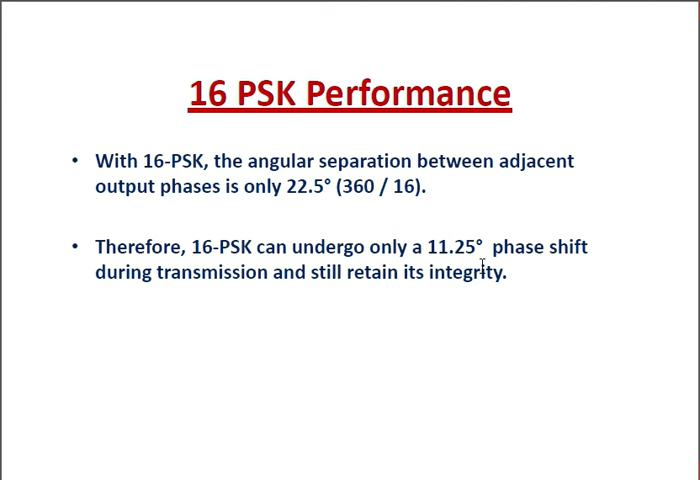 16 PSK Performance
• With 16-PSK, the angular separation between adjacent
output phases is only 22.5° (360 / 16).
• Therefore, 16-PSK can undergo only a 11.25° phase shift
during transmission and still retain its integrity.